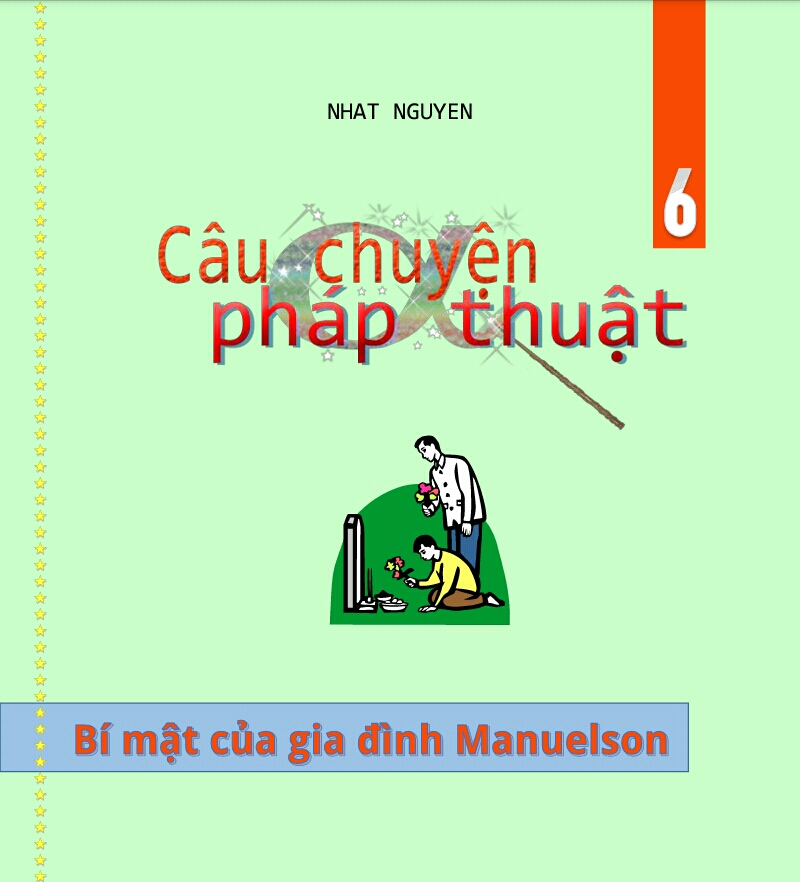 NHAT NGUYEN
6
Câu chuyện
pháp thuật
Bí mật của gia đình Manuelson